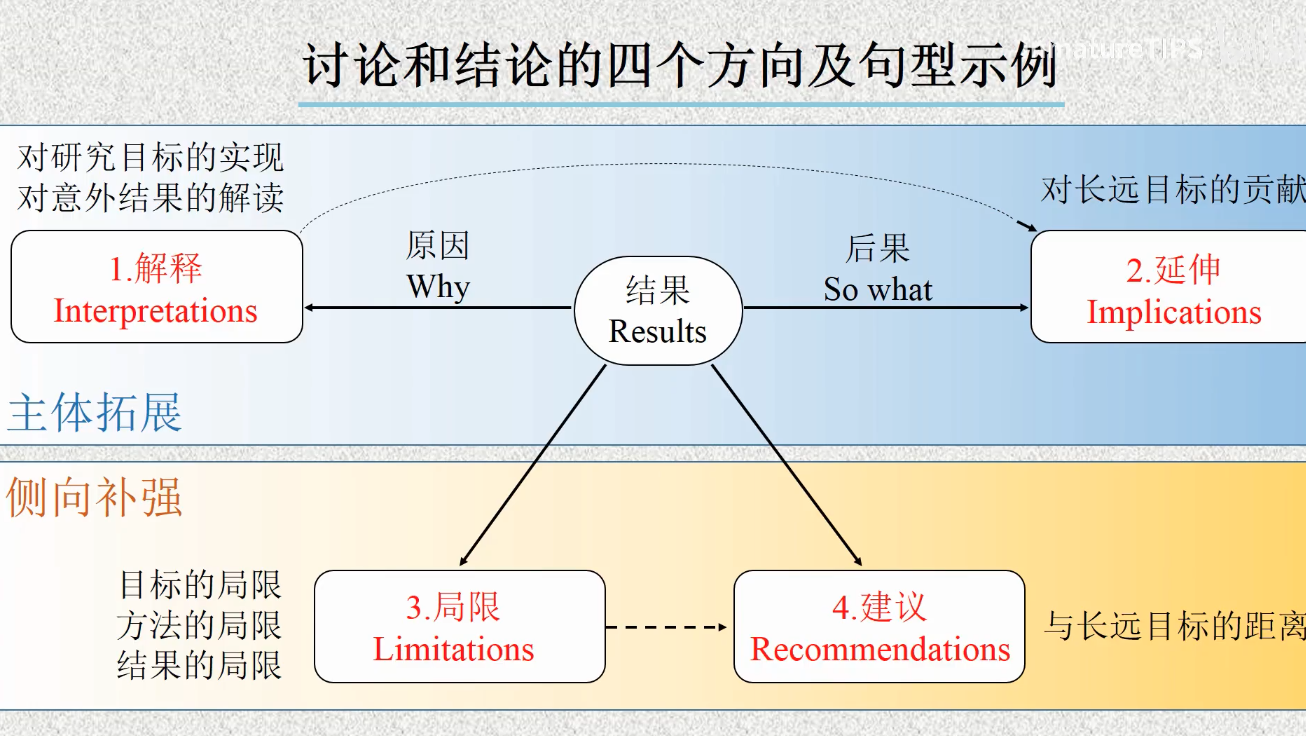 讨论和结论的四个方向及句型示例
对研究目标的实现
对意外结果的解读
对长远目标的贡献
1.解释
Interpretations
原因
Why
结果
Results
后果
So what
2.延伸
Implications
主体拓展
侧向补强
目标的局限
方法的局限
结果的局限
3.局限
Limitations
4.建议
Recommendations
与长远目标的距离